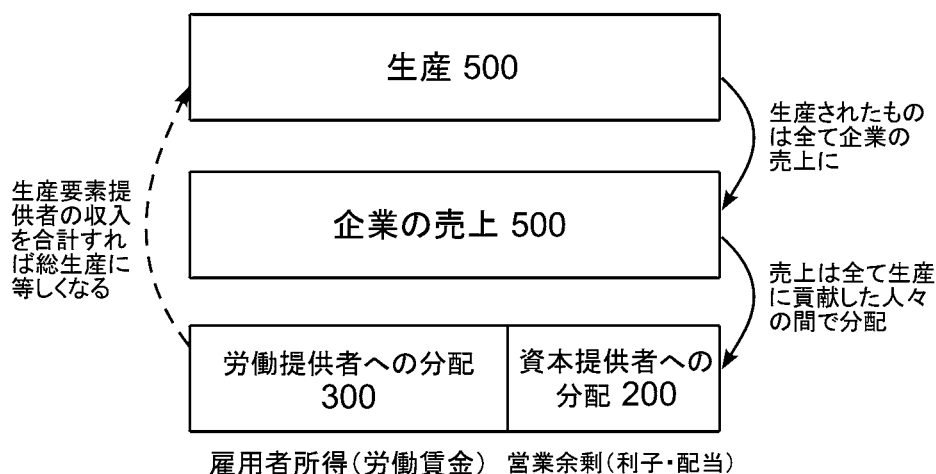 生産 500
生産されたもの
は全て企業の
売上に
生産要素提
供者の収入
を合計すれ
ば総生産に
等しくなる
企業の売上 500
売上は全て生産
に貢献した人々
の間で分配
労働提供者への分配
300
資本提供者への
分配 200
雇用者所得(労働賃金)
営業余剰(利子・配当)